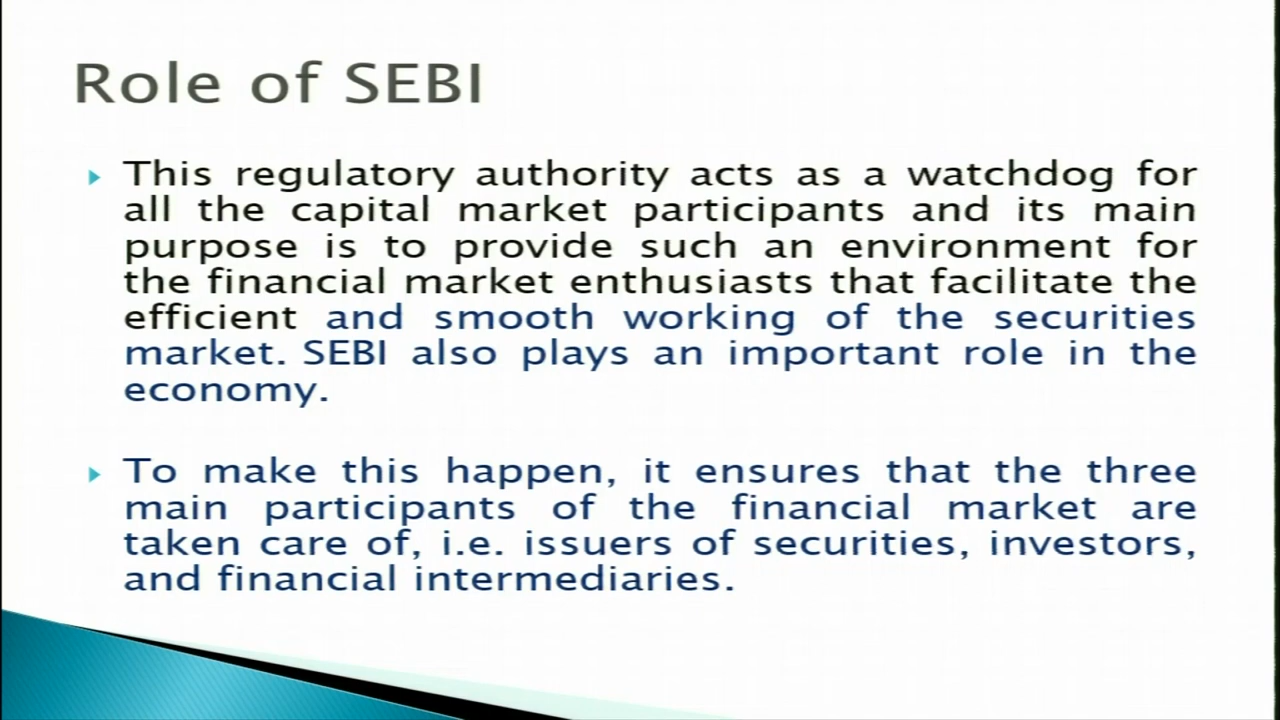 Role of SEBI
This regulatory authority acts as a watchdog for
all the capital market participants and its main
purpose is to provide such an environment for
the financial market enthusiasts that facilitate the
efficient and smooth working of the securities
market. SEBI also plays an important role in the
economy.
To make this happen, it ensures that the three
main participants of the financial market are
taken care of, i.e. issuers of securities, investors,
and financial intermediaries.